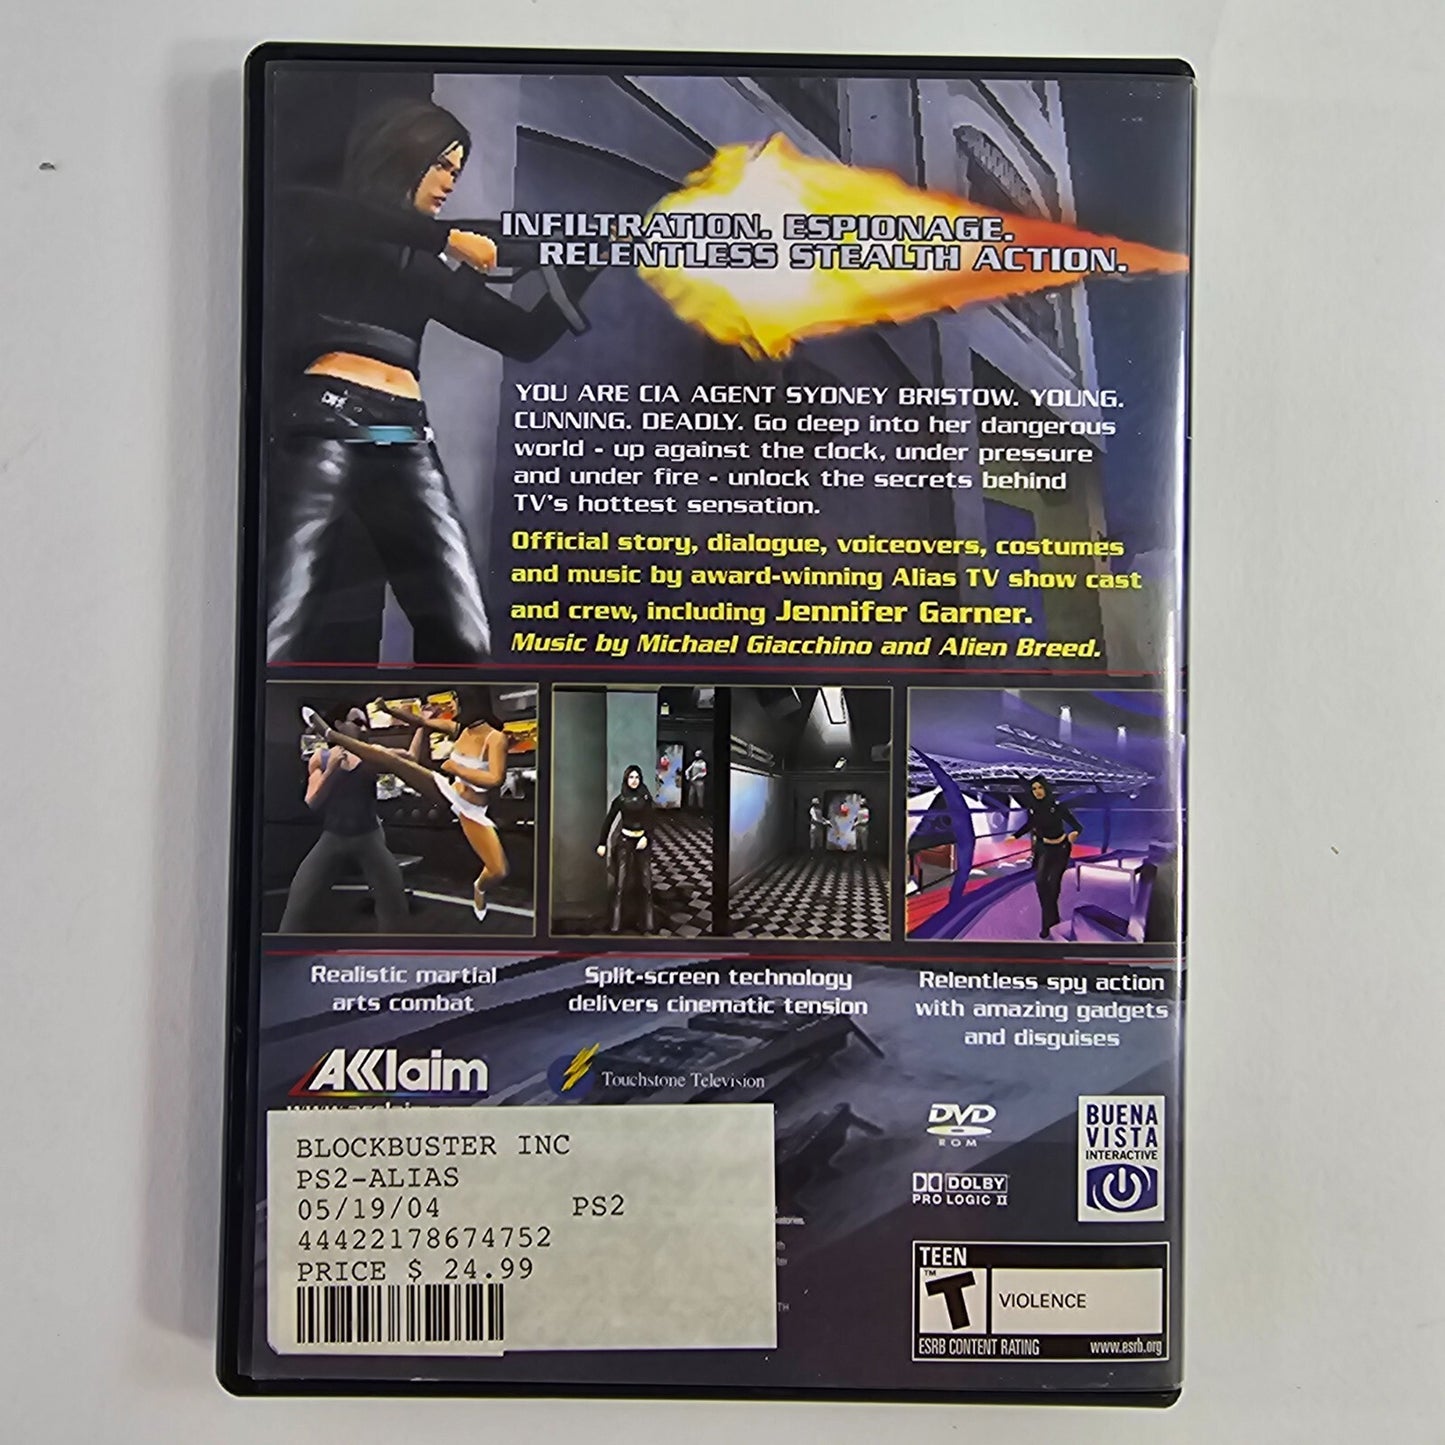 INFILTRATION. ESPIONAGE.
RELENTLESS STEALTH ACTION.
YOU ARE CIA AGENT SYDNEY BRISTOW. YOUNG.
CUNNING. DEADLY. Go deep into her dangerous
world - up against the clock, under pressure
and under fire - unlock the secrets behind
TV's hottest sensation.
Official story, dialogue, voiceovers, costumes
and music by award-winning Alias TV show cast
and crew, including Jennifer Garner.
Music by Michael Giacchino and Alien Breed.
Realistic martial
arts combat
Split-screen technology
delivers cinematic tension
Relentless spy action
with amazing gadgets
and disguises
AKKlaim
Touchstone Television
BLOCKBUSTER INC
PS2-ALIAS
05/19/04 PS2
44422178674752
PRICE $ 24.99
DVD
ROM
DOLBY
PRO LOGIC II
BUENA
VISTA
INTERACTIVE
TEEN
T™
VIOLENCE
ESRB CONTENT RATING www.esrb.org